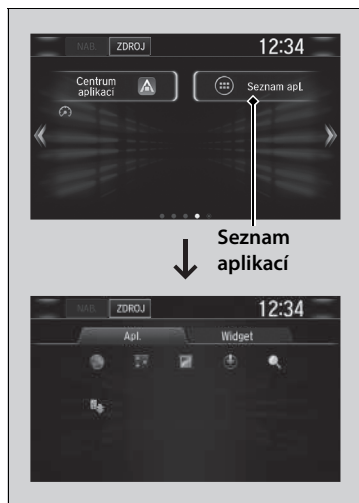 NAB. ZDROJ 12:34
Centrum
aplikací
Seznam apl.
Seznam
aplikací
NAB. ZDROJ 12:34
Apl. Widget